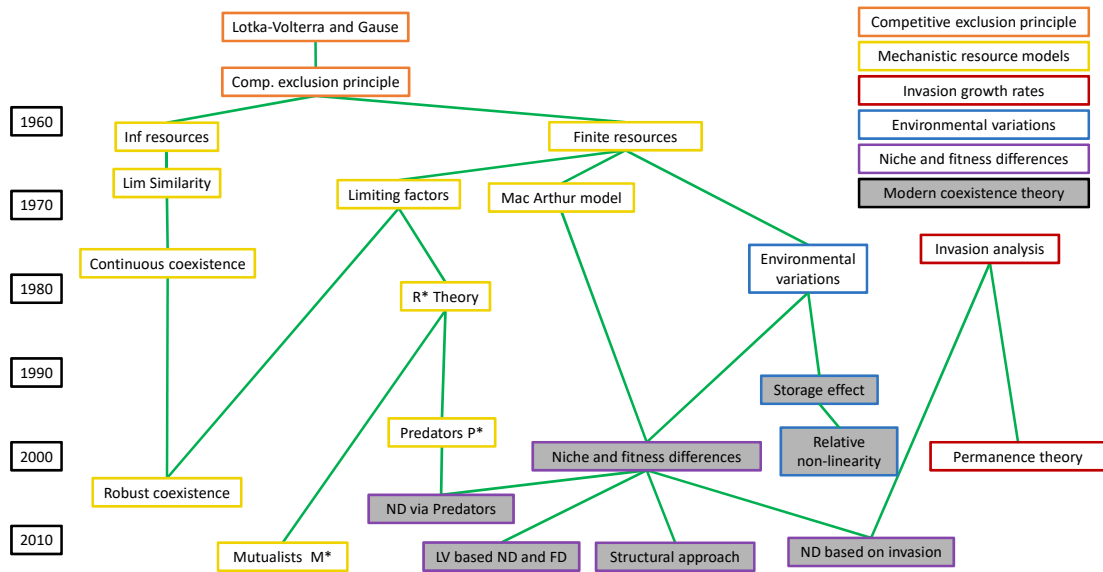 Lotka-Volterra and Gause
Comp. exclusion principle
Competitive exclusion principle
Mechanistic resource models
Invasion growth rates
Environmental variations
Niche and fitness differences
Modern coexistence theory
1960
Inf resources
Finite resources
Lim Similarity
1970
Limiting factors
Mac Arthur model
Continuous coexistence
Environmental
variations
Invasion analysis
1980
R* Theory
1990
Storage effect
Predators P*
2000
Niche and fitness differences
Relative
non-linearity
Permanence theory
Robust coexistence
ND via Predators
2010
Mutualists M*
LV based ND and FD
Structural approach
ND based on invasion